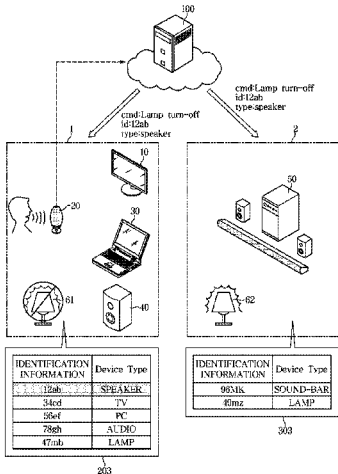 100
cmd:Lamp turn-off
id:12ab
type:speaker
cmd:Lamp turn-off
id:12ab
type:speaker
1
2
10
20
30
40
50
61
62
IDENTIFICATION INFORMATION Device Type
12ab SPEAKER
34cd TV
56ef PC
78gh AUDIO
47mb LAMP
203
IDENTIFICATION INFORMATION Device Type
96MK SOUND-BAR
49mz LAMP
303